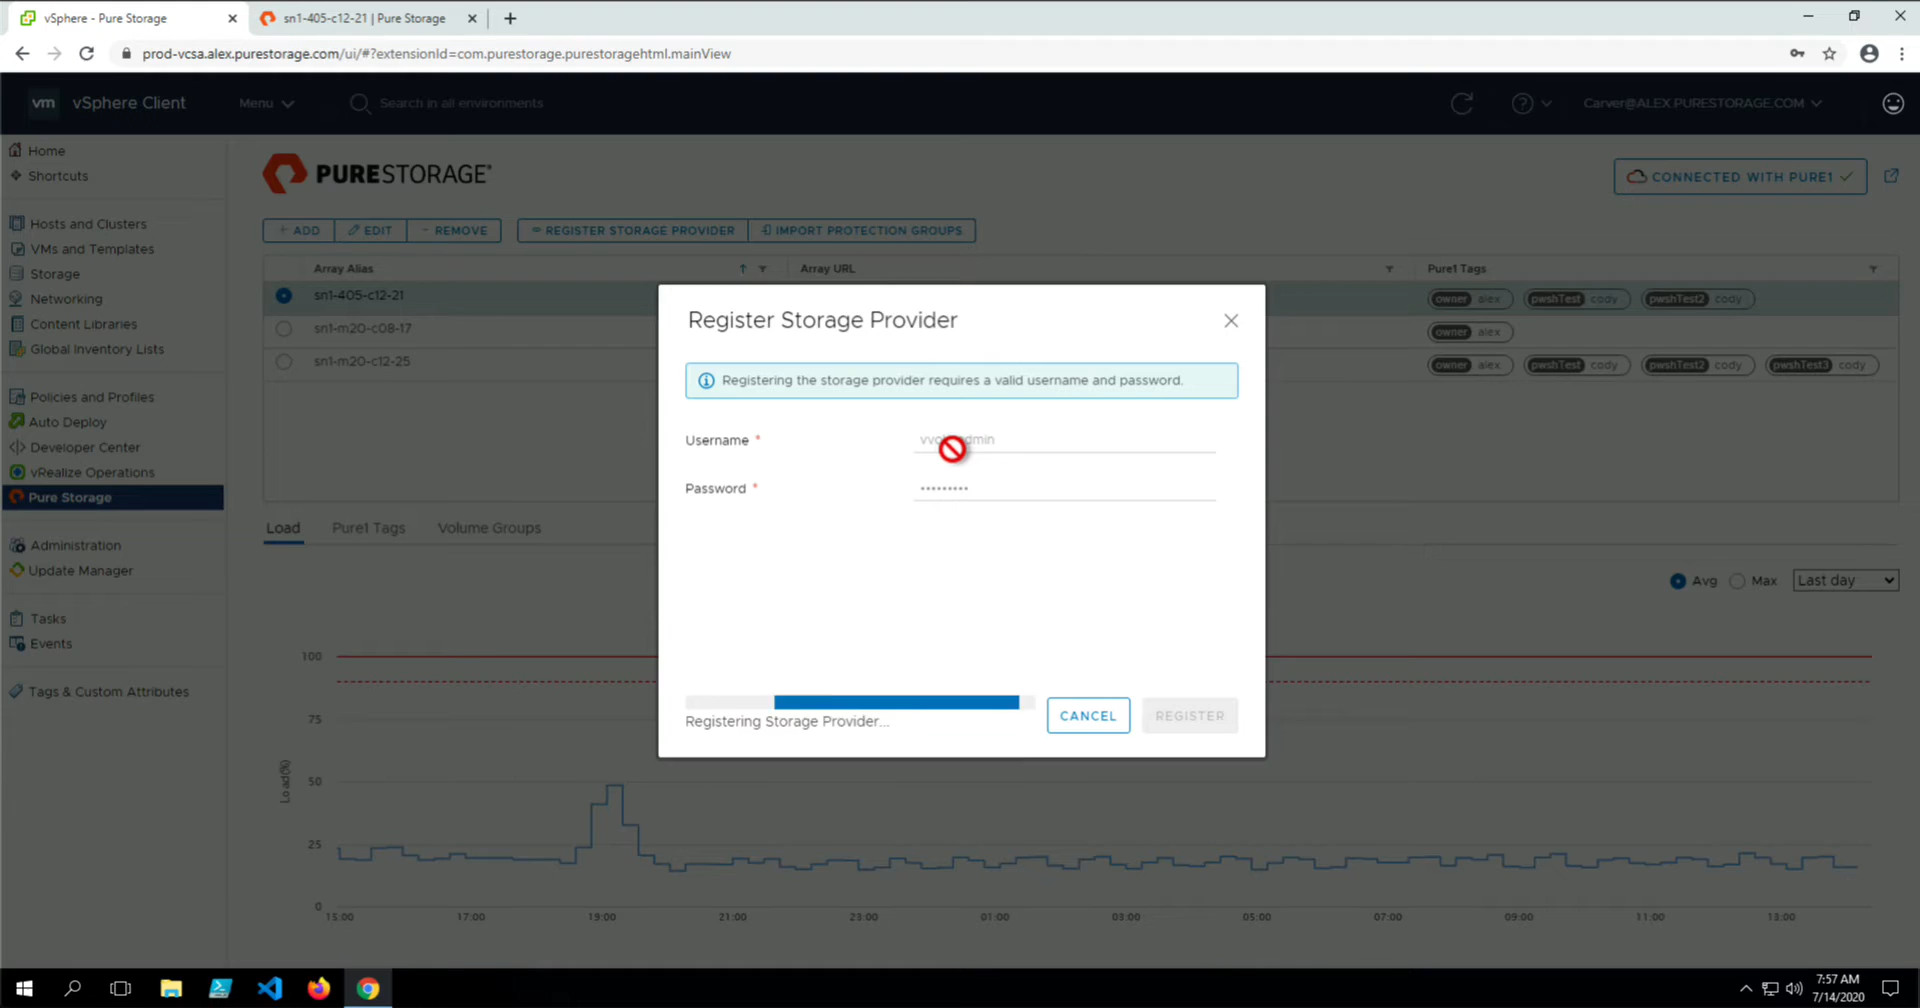 vSphere - Pure Storage
sn1-405-c12-21 | Pure Storage
prod-vcsa.alex.purestorage.com/ui/#?extensionId=com.purestorage.purestoragehtml.mainView
vm vSphere Client Menu Search in all environments Carver@ALEX.PURESTORAGE.COM
Home
Shortcuts
Hosts and Clusters
VMs and Templates
Storage
Networking
Content Libraries
Global Inventory Lists
Policies and Profiles
Auto Deploy
Developer Center
vRealize Operations
Pure Storage
Administration
Update Manager
Tasks
Events
Tags & Custom Attributes
PURESTORAGE®
CONNECTED WITH PURE1
+ ADD EDIT - REMOVE REGISTER STORAGE PROVIDER IMPORT PROTECTION GROUPS
Array Alias Array URL Pure1 Tags
sn1-405-c12-21 owner alex pwshTest cody pwshTest2 cody
sn1-m20-c08-17 owner alex
sn1-m20-c12-25 owner alex pwshTest cody pwshTest2 cody pwshTest3 cody
Load Pure1 Tags Volume Groups
Avg Max Last day
Register Storage Provider
Registering the storage provider requires a valid username and password.
Username *
Password * •••••••••
Registering Storage Provider...
CANCEL REGISTER
Load(%)
100
75
50
25
0
15:00 17:00 19:00 21:00 23:00 01:00 03:00 05:00 07:00 09:00 11:00 13:00
7:57 AM
7/14/2020